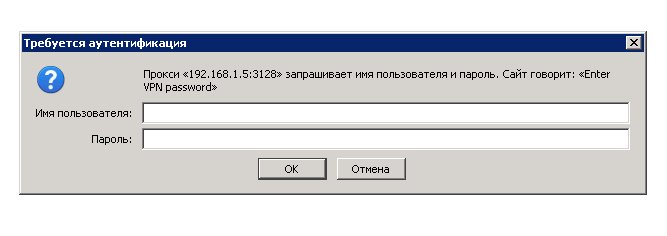 Требуется аутентификация
Прокси «192.168.1.5:3128» запрашивает имя пользователя и пароль. Сайт говорит: «Enter
VPN password»
Имя пользователя:
Пароль:
OK
Отмена